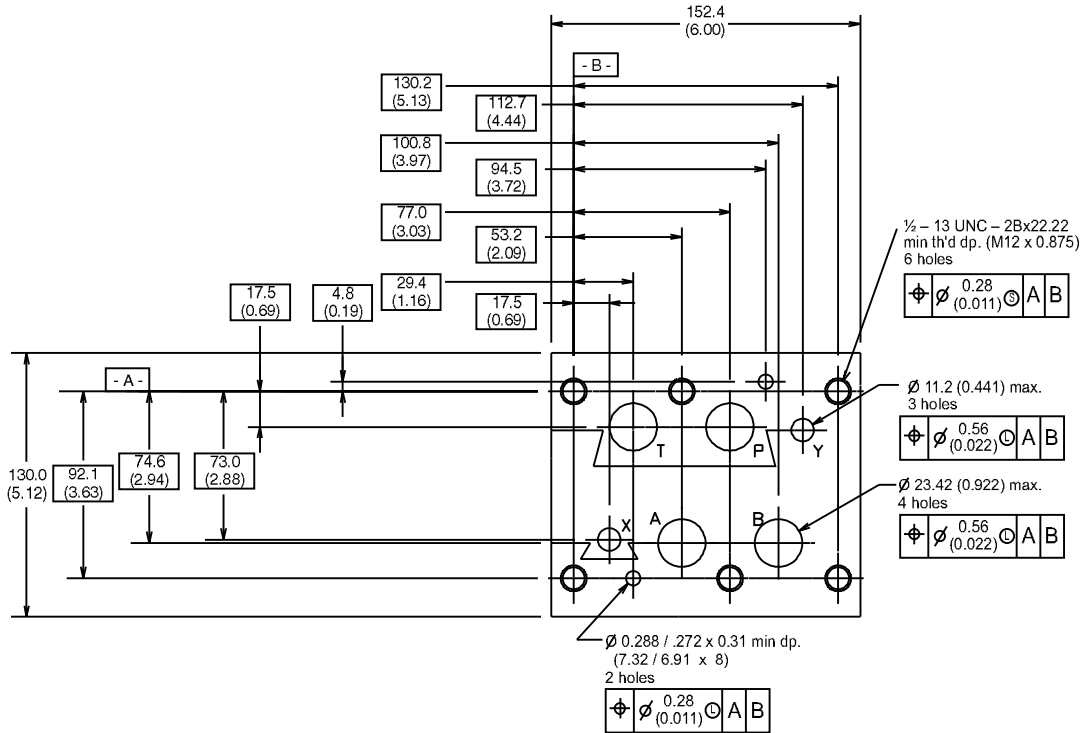 152.4
(6.00)
- B -
130.2
(5.13)
112.7
(4.44)
100.8
(3.97)
94.5
(3.72)
77.0
(3.03)
53.2
(2.09)
29.4
(1.16)
17.5
(0.69)
4.8
(0.19)
17.5
(0.69)
½ – 13 UNC – 2Bx22.22
min th'd dp. (M12 x 0.875)
6 holes
⌖ Ø 0.28 (0.011) Ⓢ A B
- A -
Ø 11.2 (0.441) max.
3 holes
⌖ Ø 0.56 (0.022) Ⓛ A B
T
P
Y
130.0
(5.12)
92.1
(3.63)
74.6
(2.94)
73.0
(2.88)
Ø 23.42 (0.922) max.
4 holes
⌖ Ø 0.56 (0.022) Ⓛ A B
X
A
B
Ø 0.288 / .272 x 0.31 min dp.
(7.32 / 6.91 x 8)
2 holes
⌖ Ø 0.28 (0.011) Ⓛ A B